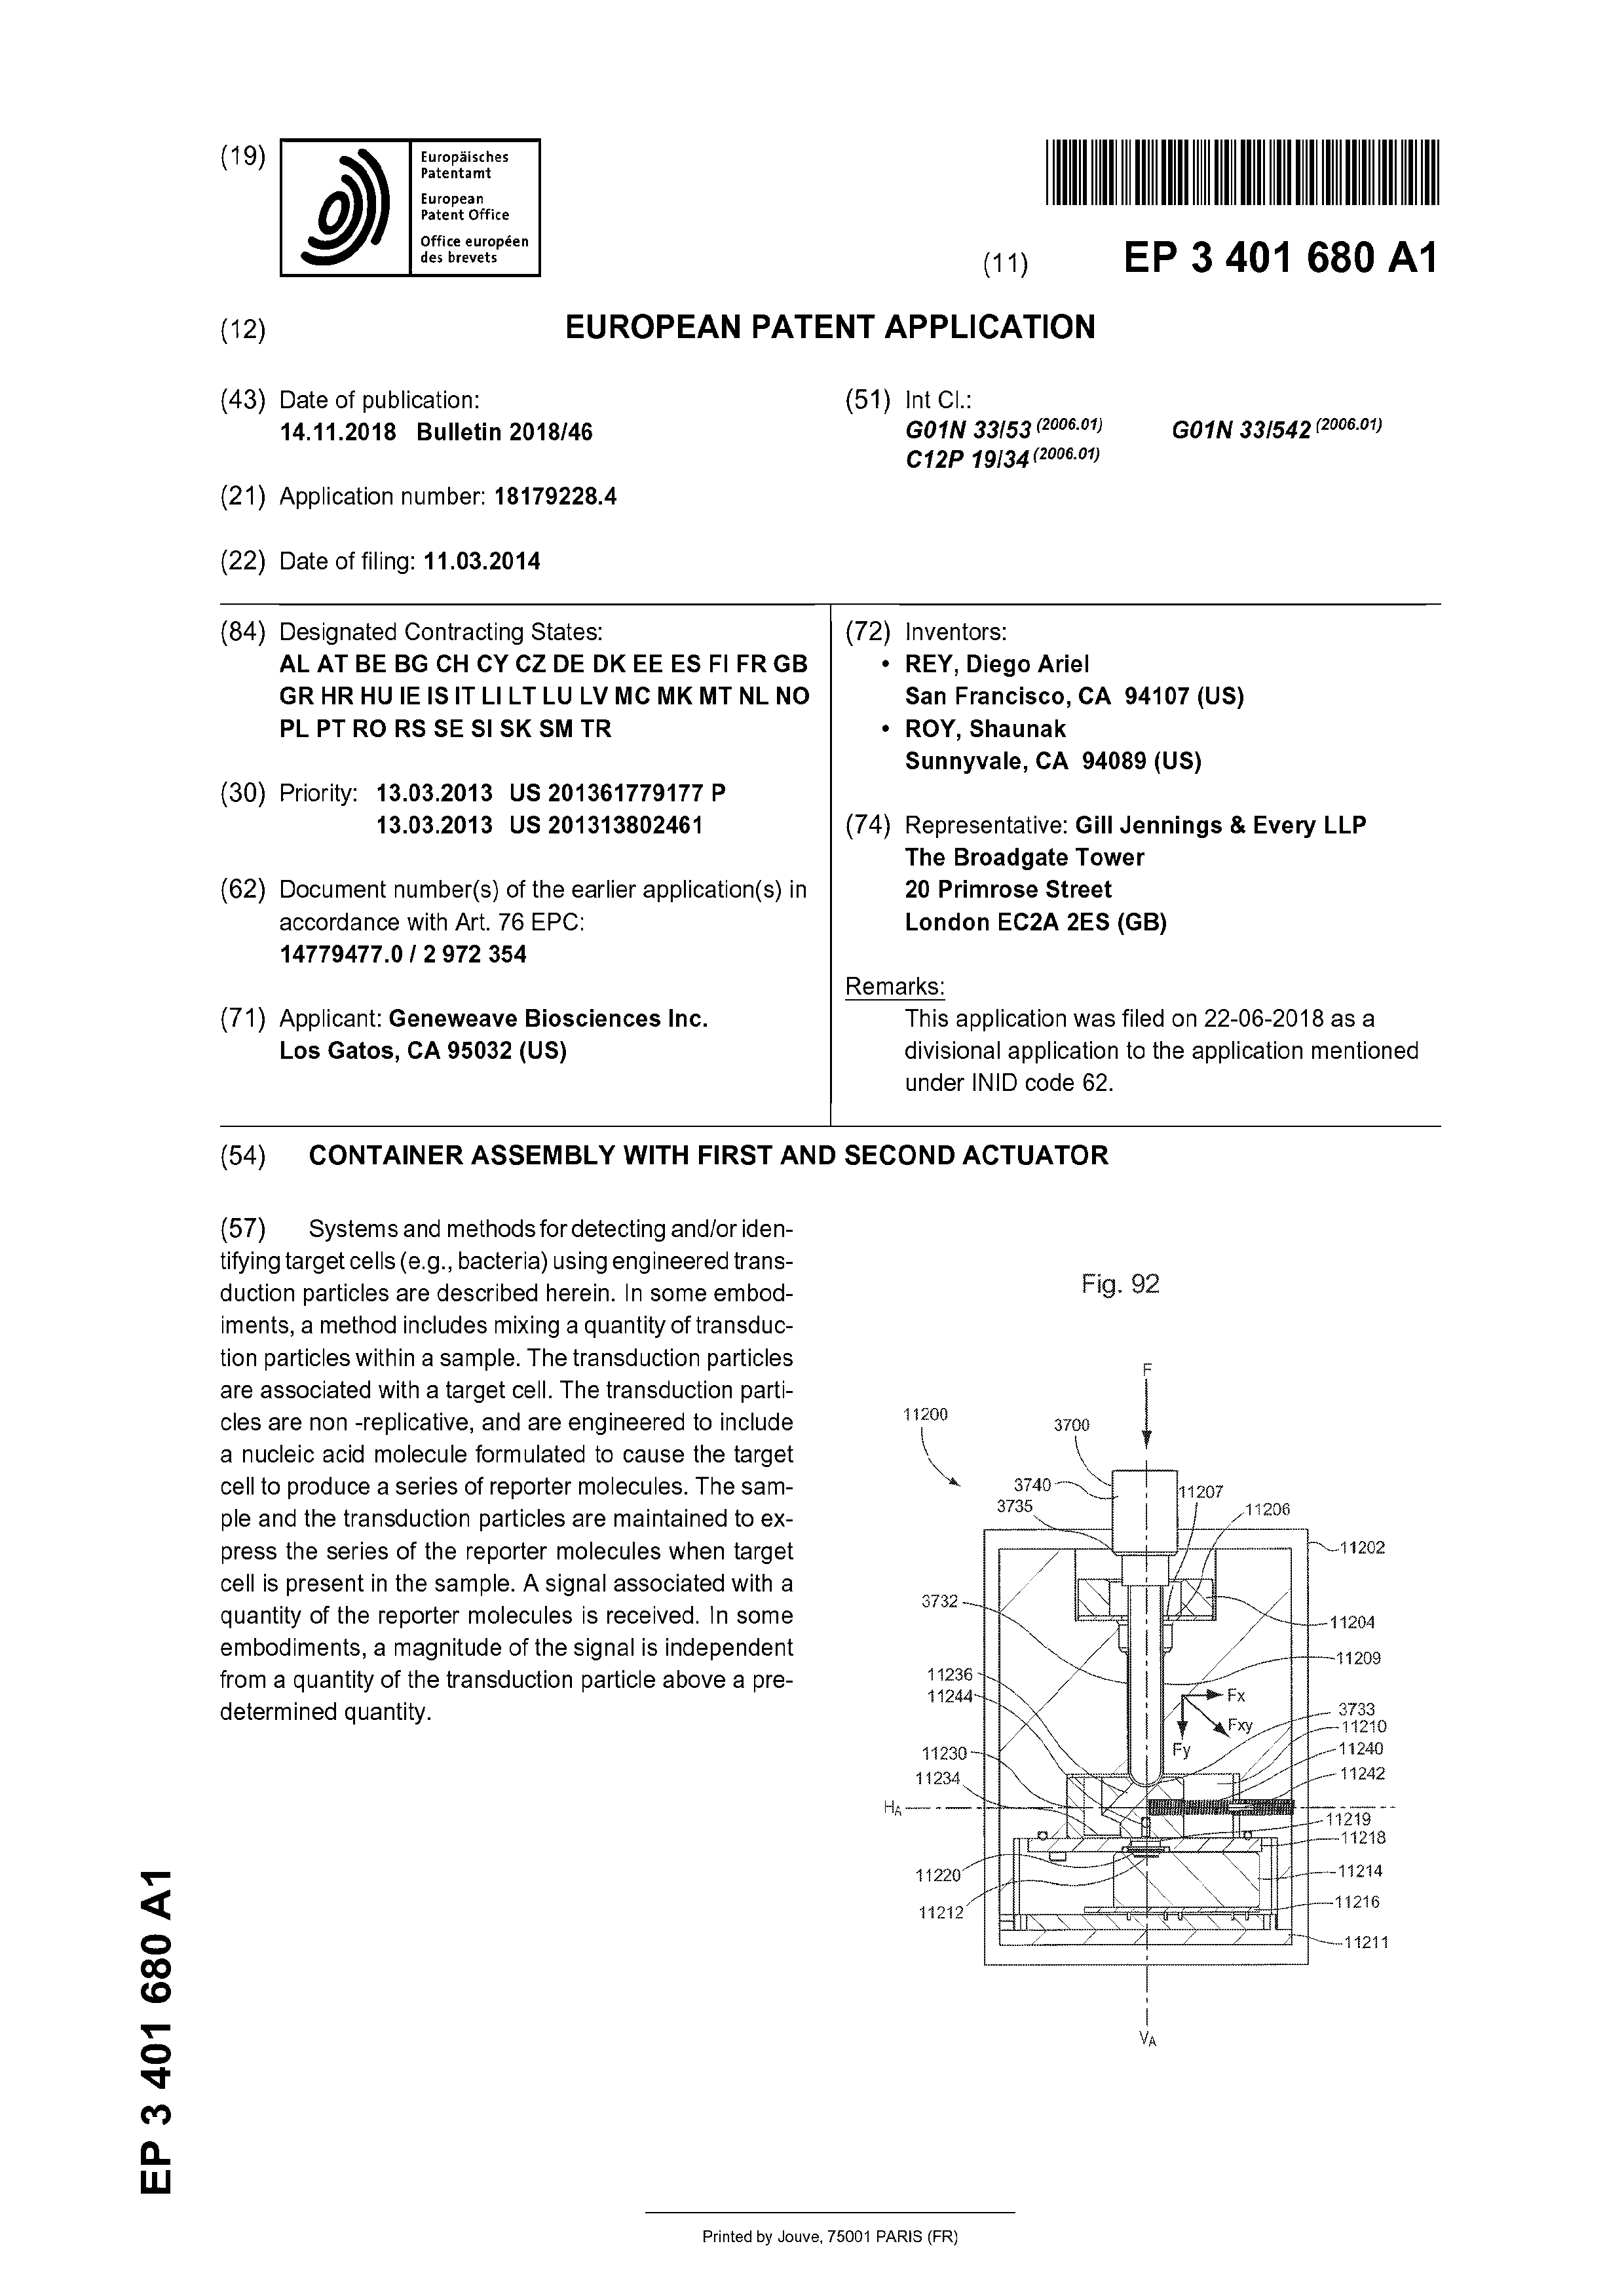 (19)
Europäisches
Patentamt
European
Patent Office
Office européen
des brevets
(11) EP 3 401 680 A1
(12) EUROPEAN PATENT APPLICATION
(43) Date of publication:
14.11.2018 Bulletin 2018/46
(21) Application number: 18179228.4
(22) Date of filing: 11.03.2014
(51) Int Cl.:
G01N 33/53 (2006.01) G01N 33/542 (2006.01)
C12P 19/34 (2006.01)
(84) Designated Contracting States:
AL AT BE BG CH CY CZ DE DK EE ES FI FR GB
GR HR HU IE IS IT LI LT LU LV MC MK MT NL NO
PL PT RO RS SE SI SK SM TR
(30) Priority: 13.03.2013 US 201361779177 P
13.03.2013 US 201313802461
(62) Document number(s) of the earlier application(s) in
accordance with Art. 76 EPC:
14779477.0 / 2 972 354
(71) Applicant: Geneweave Biosciences Inc.
Los Gatos, CA 95032 (US)
(72) Inventors:
• REY, Diego Ariel
San Francisco, CA 94107 (US)
• ROY, Shaunak
Sunnyvale, CA 94089 (US)
(74) Representative: Gill Jennings & Every LLP
The Broadgate Tower
20 Primrose Street
London EC2A 2ES (GB)
Remarks:
This application was filed on 22-06-2018 as a
divisional application to the application mentioned
under INID code 62.
(54) CONTAINER ASSEMBLY WITH FIRST AND SECOND ACTUATOR
(57) Systems and methods for detecting and/or iden-
tifying target cells (e.g., bacteria) using engineered trans-
duction particles are described herein. In some embod-
iments, a method includes mixing a quantity of transduc-
tion particles within a sample. The transduction particles
are associated with a target cell. The transduction parti-
cles are non -replicative, and are engineered to include
a nucleic acid molecule formulated to cause the target
cell to produce a series of reporter molecules. The sam-
ple and the transduction particles are maintained to ex-
press the series of the reporter molecules when target
cell is present in the sample. A signal associated with a
quantity of the reporter molecules is received. In some
embodiments, a magnitude of the signal is independent
from a quantity of the transduction particle above a pre-
determined quantity.
Fig. 92
F
11200
3700
3740
3735
11207
11206
11202
3732
11204
11209
11236
11244
Fx
Fxy
Fy
3733
11210
11230
11240
11234
11242
HA
11219
11218
11220
11214
11212
11216
11211
VA
EP 3 401 680 A1
Printed by Jouve, 75001 PARIS (FR)